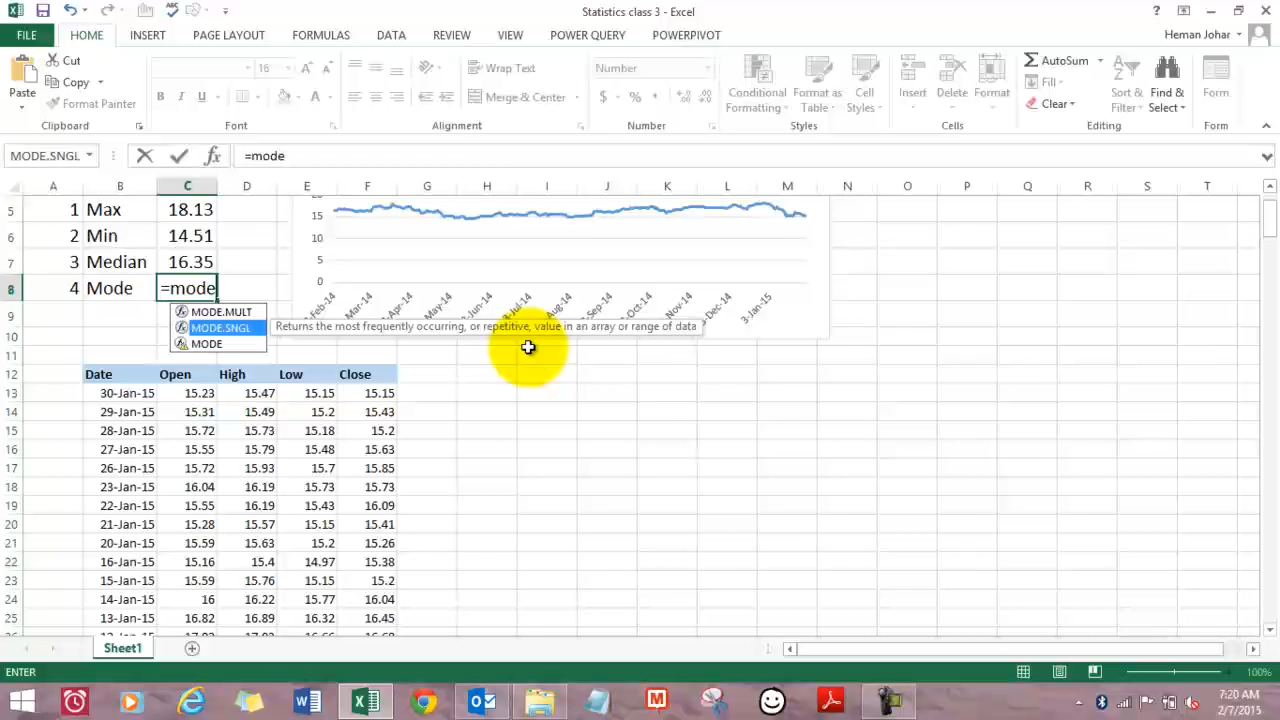 Statistics class 3 - Excel
FILE HOME INSERT PAGE LAYOUT FORMULAS DATA REVIEW VIEW POWER QUERY POWERPIVOT Heman Johar
Paste Cut Copy Format Painter
16 Wrap Text Merge & Center
Number
Conditional Formatting Format as Table Cell Styles
Insert Delete Format
AutoSum Fill Clear
Sort & Filter Find & Select
Form
Clipboard Font Alignment Number Styles Cells Editing Form
MODE.SNGL =mode
A B C D E F G H I J K L M N O P Q R S T
5 1 Max 18.13
6 2 Min 14.51
7 3 Median 16.35
8 4 Mode =mode
9
10
11
15
10
5
0
Mar-14
May-14
3-Jul-14
Aug-14
Nov-14
3-Jan-15
MODE.MULT
MODE.SNGL Returns the most frequently occurring, or repetitive, value in an array or range of data
MODE
12 Date Open High Low Close
13 30-Jan-15 15.23 15.47 15.15 15.15
14 29-Jan-15 15.31 15.49 15.2 15.43
15 28-Jan-15 15.72 15.73 15.18 15.2
16 27-Jan-15 15.55 15.79 15.48 15.63
17 26-Jan-15 15.72 15.93 15.7 15.85
18 23-Jan-15 16.04 16.19 15.73 15.73
19 22-Jan-15 15.55 16.19 15.43 16.09
20 21-Jan-15 15.28 15.57 15.15 15.41
21 20-Jan-15 15.59 15.63 15.2 15.26
22 16-Jan-15 15.16 15.4 14.97 15.38
23 15-Jan-15 15.59 15.76 15.15 15.2
24 14-Jan-15 16 16.22 15.77 16.04
25 13-Jan-15 16.82 16.89 16.32 16.45
Sheet1
ENTER 100%
7:20 AM
2/7/2015